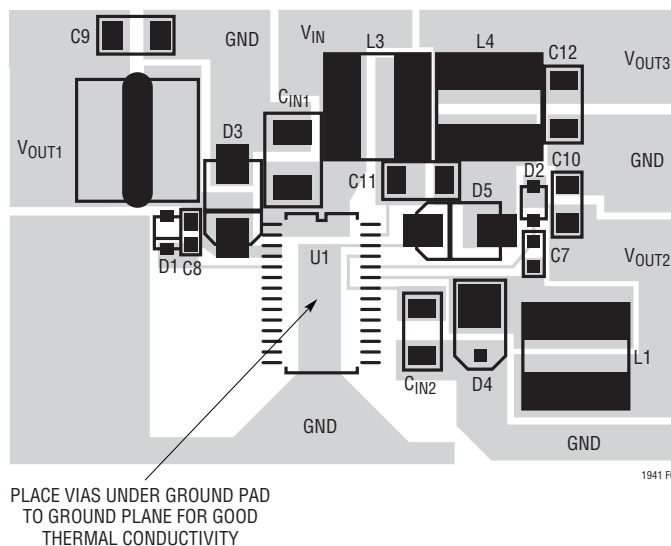 C9
GND
VIN
L3
L4
C12
VOUT3
CIN1
D3
VOUT1
GND
C11
D5
D2
C10
D1
C8
U1
C7
VOUT2
CIN2
D4
L1
GND
GND
1941 F
PLACE VIAS UNDER GROUND PAD
TO GROUND PLANE FOR GOOD
THERMAL CONDUCTIVITY